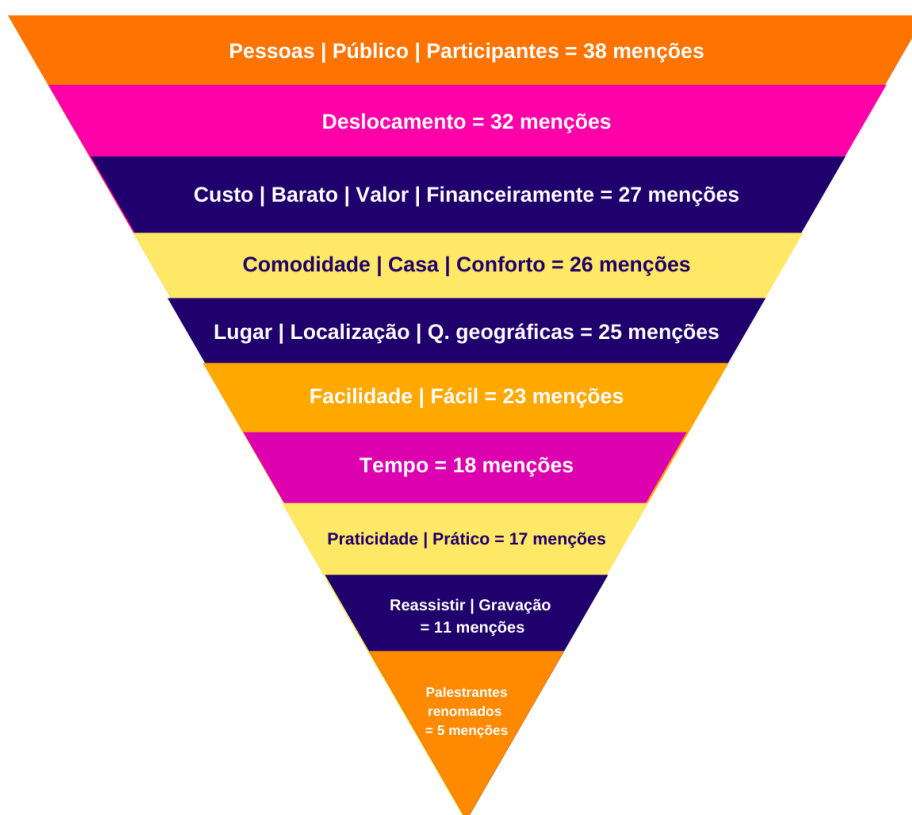 Pessoas | Público | Participantes = 38 menções
Deslocamento = 32 menções
Custo | Barato | Valor | Financeiramente = 27 menções
Comodidade | Casa | Conforto = 26 menções
Lugar | Localização | Q. geográficas = 25 menções
Facilidade | Fácil = 23 menções
Tempo = 18 menções
Praticidade | Prático = 17 menções
Reassistir | Gravação
= 11 menções
Palestrantes
renomados
= 5 menções